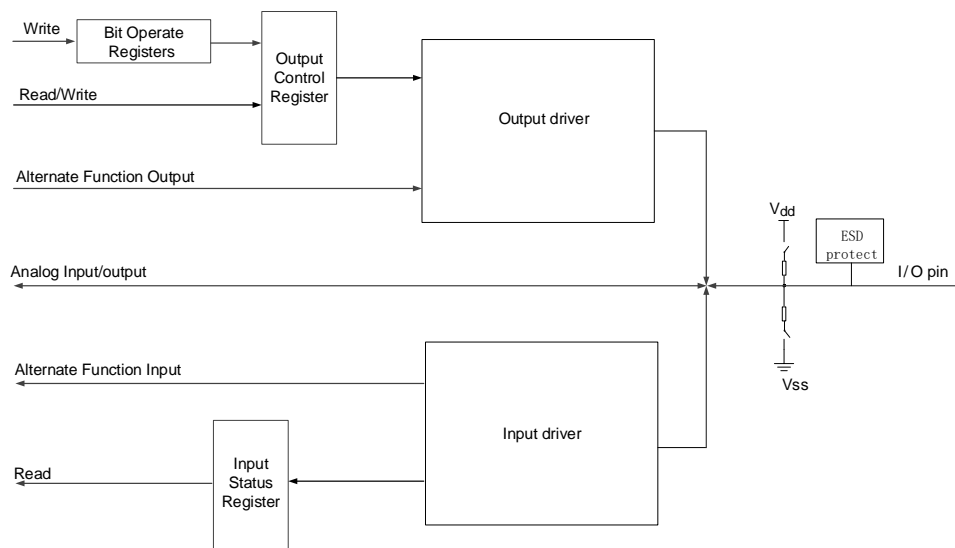 Write
Bit Operate
Registers
Output
Control
Register
Read/Write
Output driver
Alternate Function Output
Vdd
ESD
protect
Analog Input/output
I/O pin
Alternate Function Input
Vss
Input driver
Input
Status
Register
Read